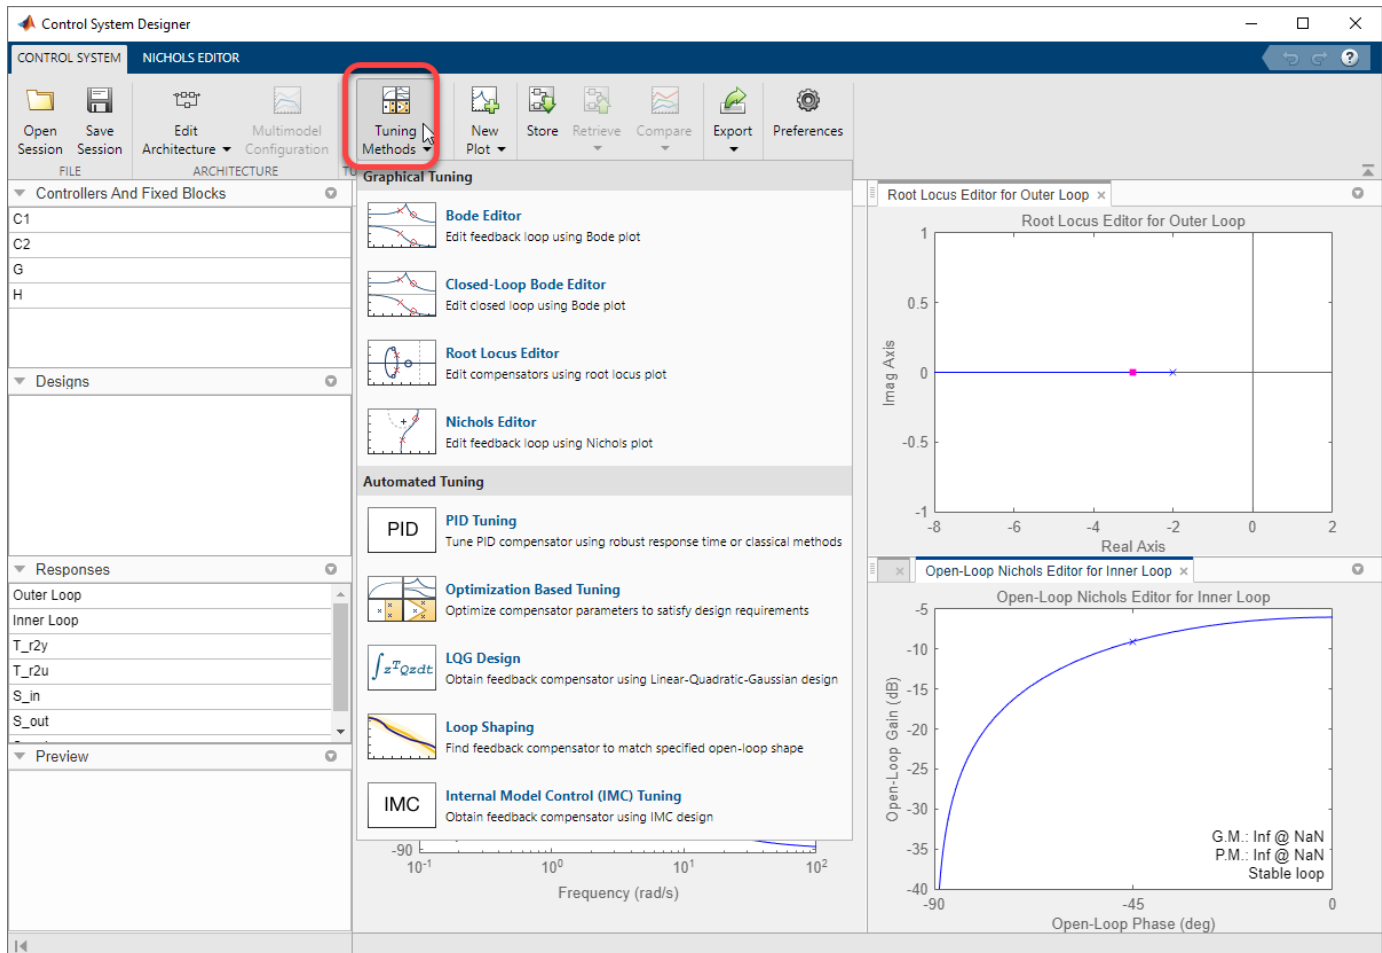 Control System Designer
CONTROL SYSTEM
NICHOLS EDITOR
?
Open Session
Save Session
Edit Architecture
Multimodel Configuration
Tuning Methods
New Plot
Store
Retrieve
Compare
Export
Preferences
FILE
ARCHITECTURE
Controllers And Fixed Blocks
C1
C2
G
H
Designs
Responses
Outer Loop
Inner Loop
T_r2y
T_r2u
S_in
S_out
Preview
Graphical Tuning
Bode Editor
Edit feedback loop using Bode plot
Closed-Loop Bode Editor
Edit closed loop using Bode plot
Root Locus Editor
Edit compensators using root locus plot
Nichols Editor
Edit feedback loop using Nichols plot
Automated Tuning
PID
PID Tuning
Tune PID compensator using robust response time or classical methods
Optimization Based Tuning
Optimize compensator parameters to satisfy design requirements
∫zᵀQzdt
LQG Design
Obtain feedback compensator using Linear-Quadratic-Gaussian design
Loop Shaping
Find feedback compensator to match specified open-loop shape
IMC
Internal Model Control (IMC) Tuning
Obtain feedback compensator using IMC design
-90
10⁻¹ 10⁰ 10¹ 10²
Frequency (rad/s)
Root Locus Editor for Outer Loop
Root Locus Editor for Outer Loop
1
0.5
0
-0.5
-1
Imag Axis
-8 -6 -4 -2 0 2
Real Axis
Open-Loop Nichols Editor for Inner Loop
Open-Loop Nichols Editor for Inner Loop
-5
-10
-15
-20
-25
-30
-35
-40
Open-Loop Gain (dB)
G.M.: Inf @ NaN
P.M.: Inf @ NaN
Stable loop
-90 -45 0
Open-Loop Phase (deg)